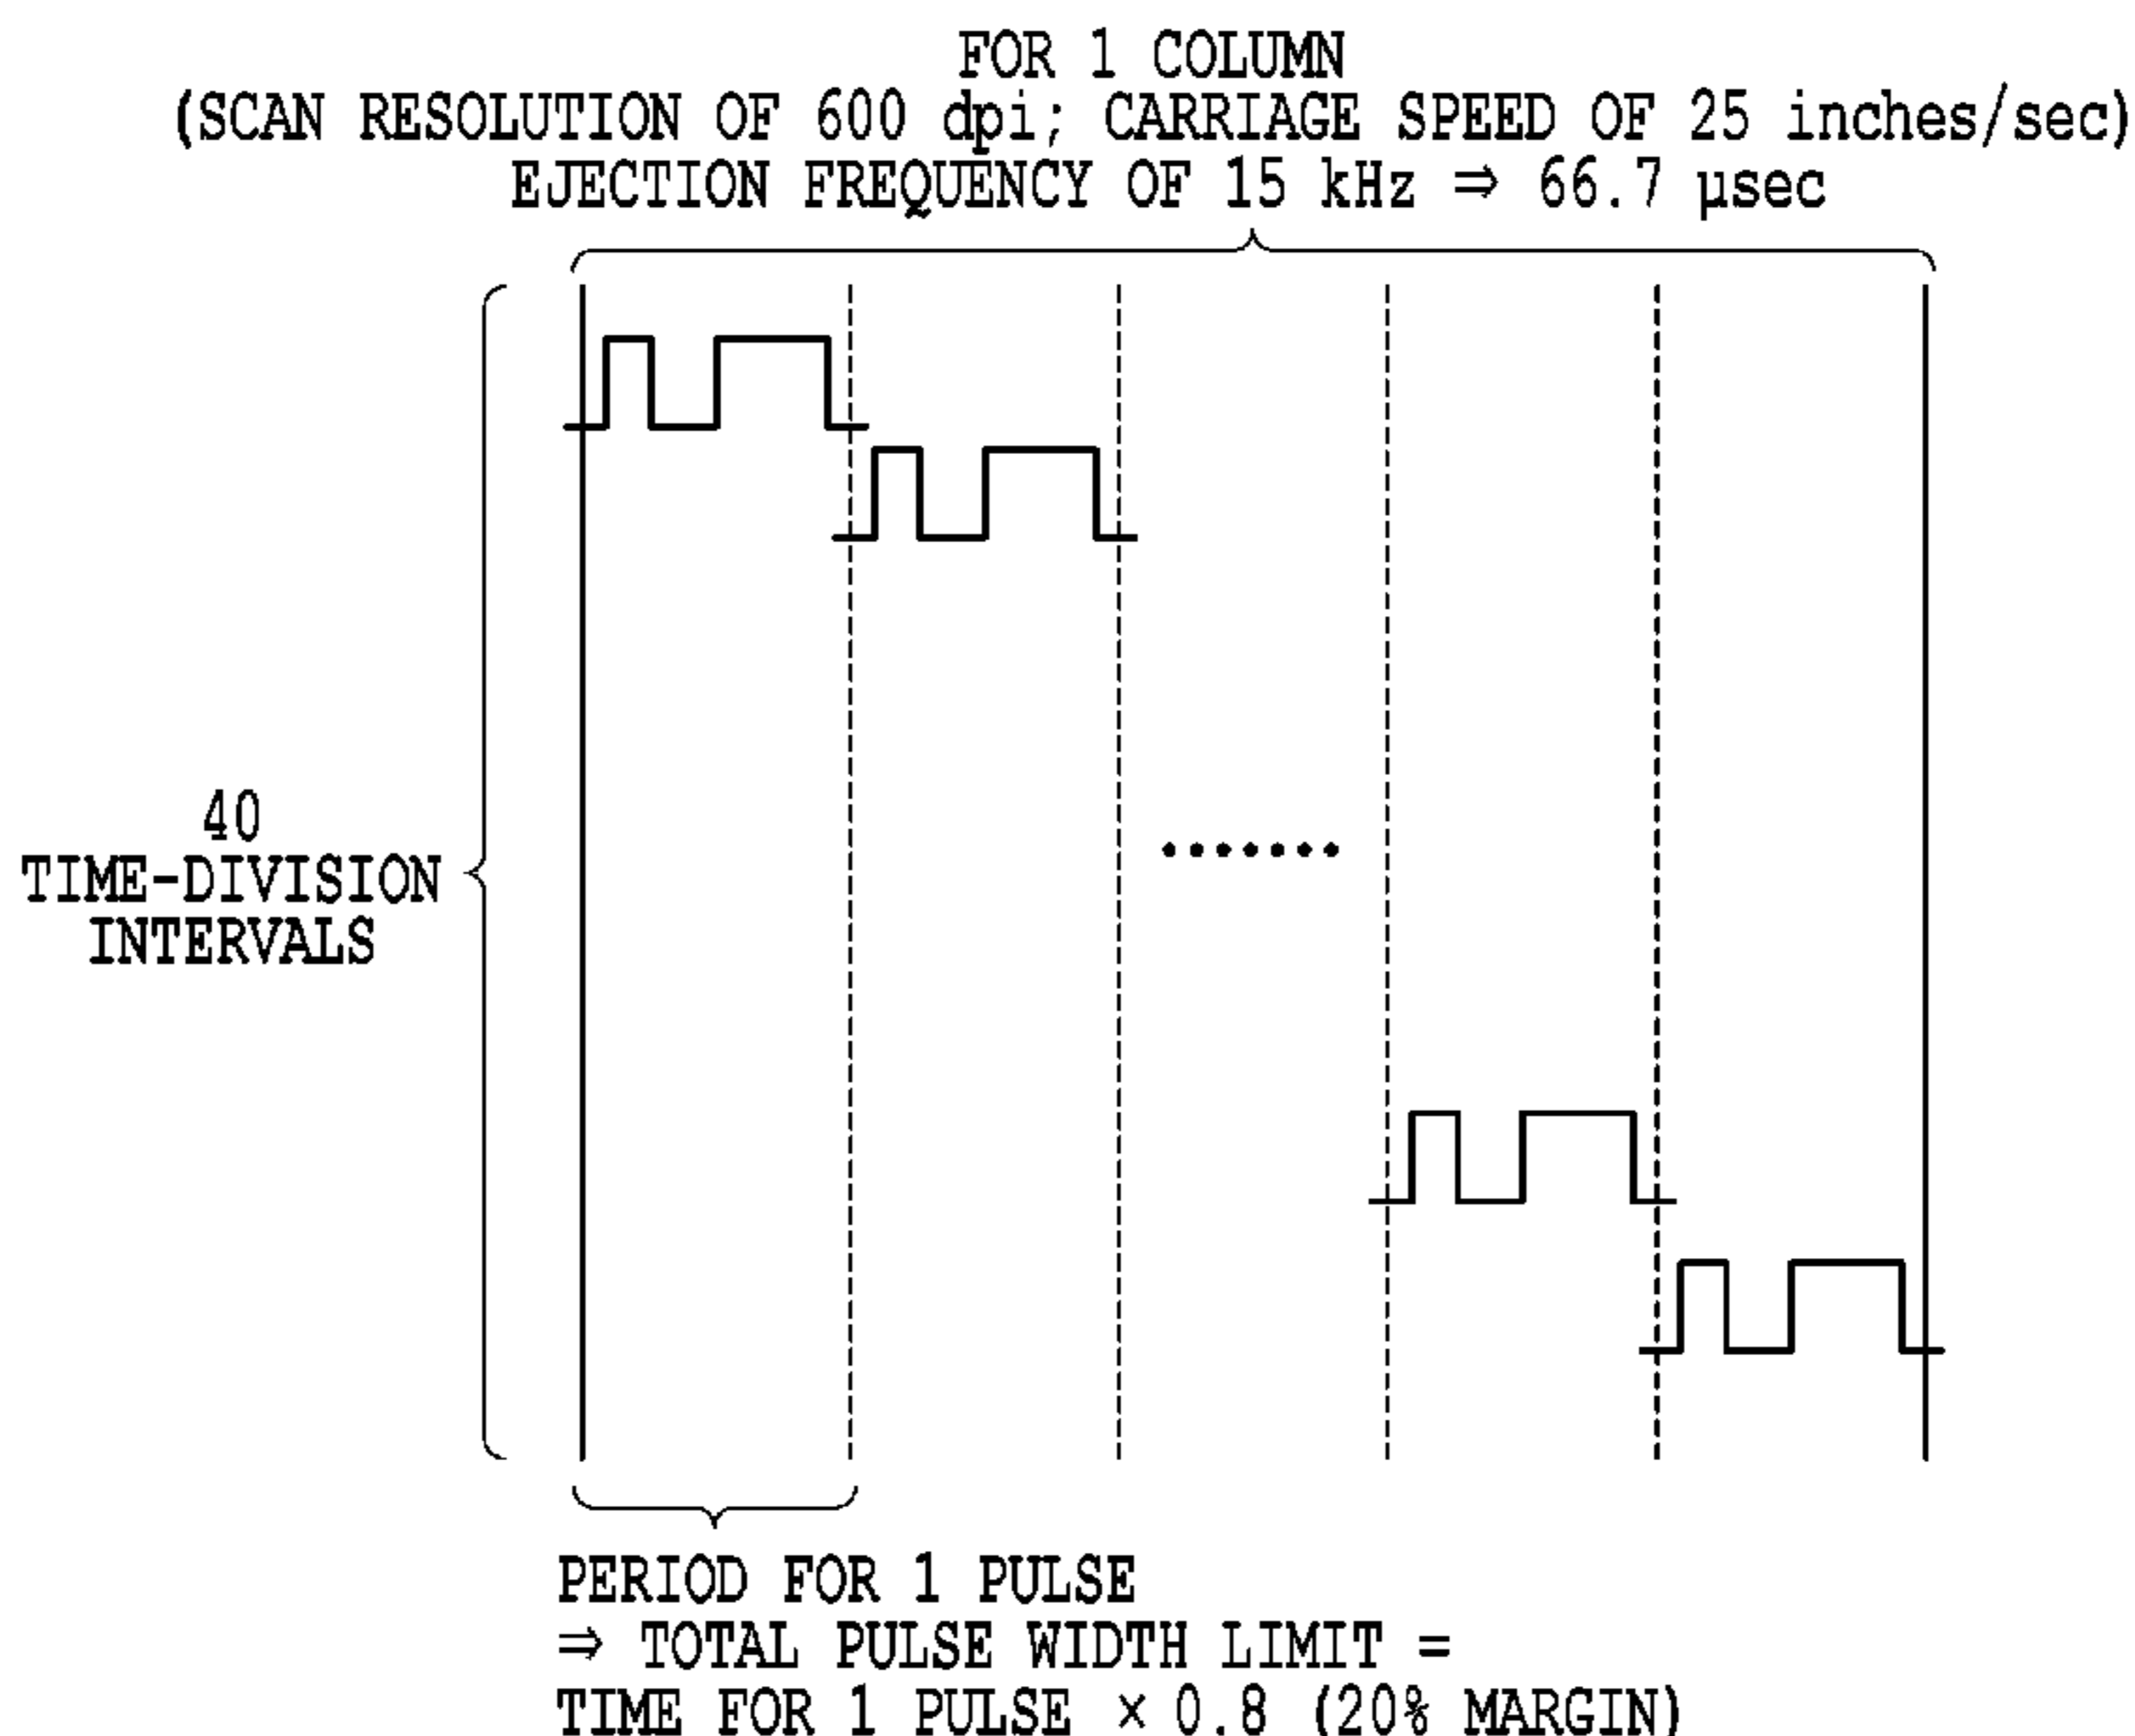 FOR 1 COLUMN
(SCAN RESOLUTION OF 600 dpi; CARRIAGE SPEED OF 25 inches/sec)
EJECTION FREQUENCY OF 15 kHz ⇒ 66.7 μsec
40
TIME-DIVISION
INTERVALS
PERIOD FOR 1 PULSE
⇒ TOTAL PULSE WIDTH LIMIT =
TIME FOR 1 PULSE × 0.8 (20% MARGIN)